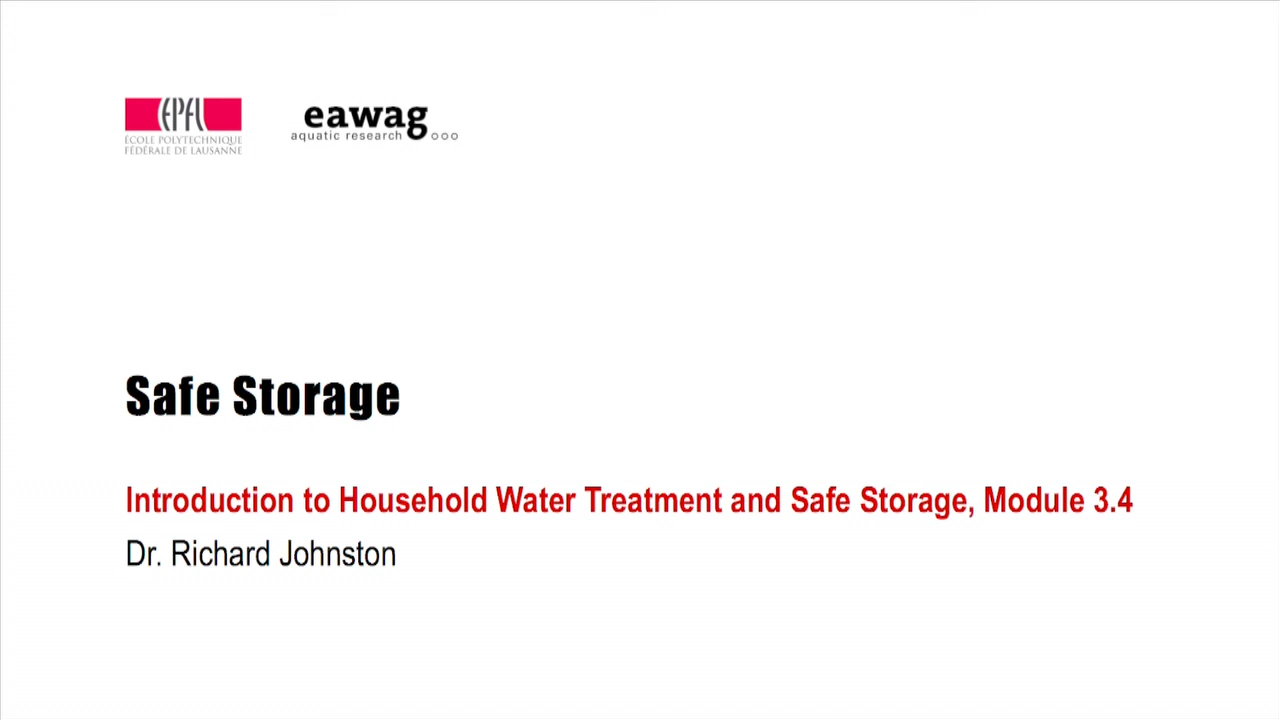 EPFL
ÉCOLE POLYTECHNIQUE
FÉDÉRALE DE LAUSANNE
eawag
aquatic research
Safe Storage
Introduction to Household Water Treatment and Safe Storage, Module 3.4
Dr. Richard Johnston